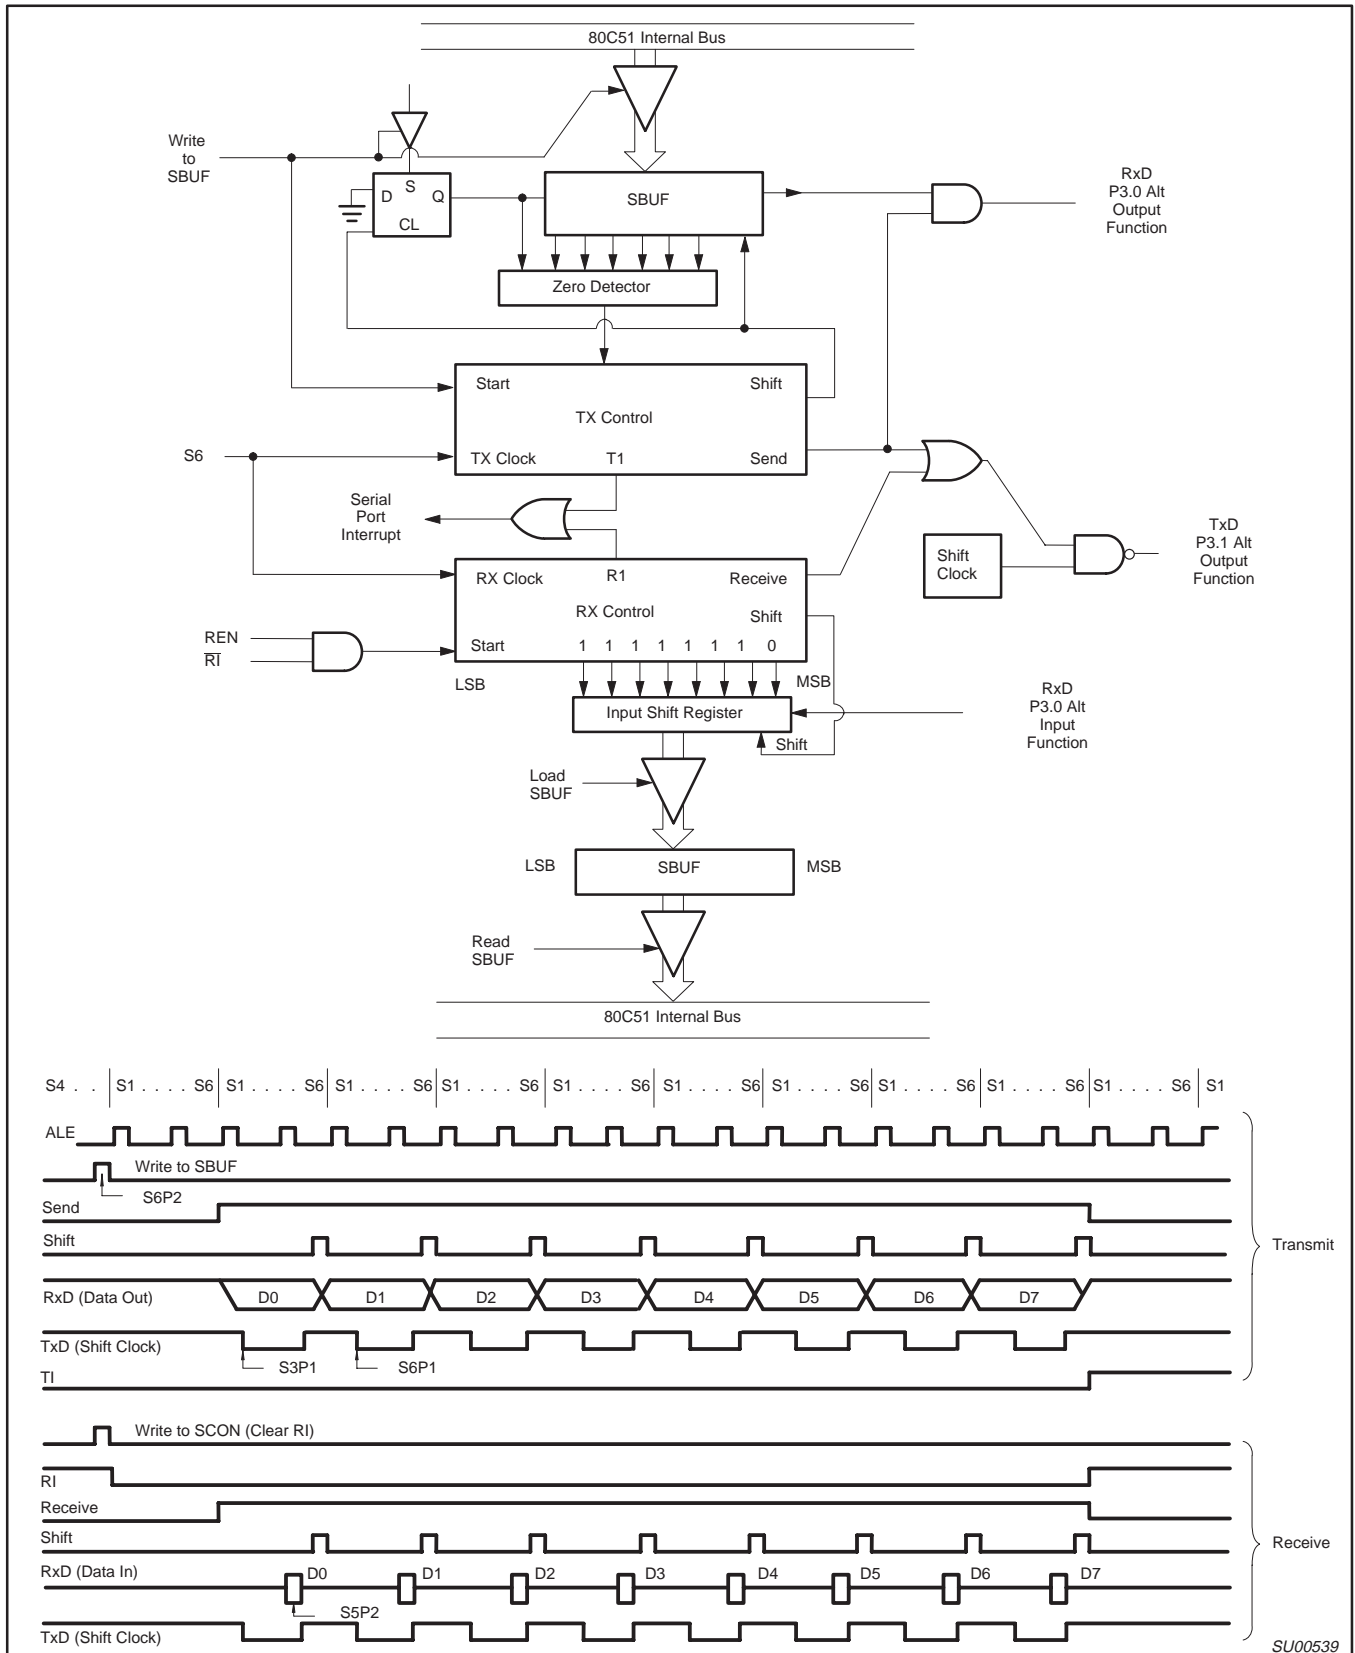 80C51 Internal Bus
Write
to
SBUF
D
S
Q
CL
SBUF
RxD
P3.0 Alt
Output
Function
Zero Detector
Start
Shift
TX Control
S6
TX Clock
T1
Send
Serial
Port
Interrupt
TxD
P3.1 Alt
Output
Function
Shift
Clock
RX Clock
R1
Receive
RX Control
Shift
REN
RI
Start
1 1 1 1 1 1 1 0
LSB
MSB
Input Shift Register
RxD
P3.0 Alt
Input
Function
Shift
Load
SBUF
LSB
SBUF
MSB
Read
SBUF
80C51 Internal Bus
S4 . . S1 . . . . S6 S1 . . . . S6 S1 . . . . S6 S1 . . . . S6 S1 . . . . S6 S1 . . . . S6 S1 . . . . S6 S1 . . . . S6 S1 . . . . S6 S1 . . . . S6 S1
ALE
Write to SBUF
S6P2
Send
Shift
Transmit
RxD (Data Out)
D0 D1 D2 D3 D4 D5 D6 D7
TxD (Shift Clock)
S3P1
S6P1
TI
Write to SCON (Clear RI)
RI
Receive
Shift
Receive
RxD (Data In)
D0 D1 D2 D3 D4 D5 D6 D7
S5P2
TxD (Shift Clock)
SU00539